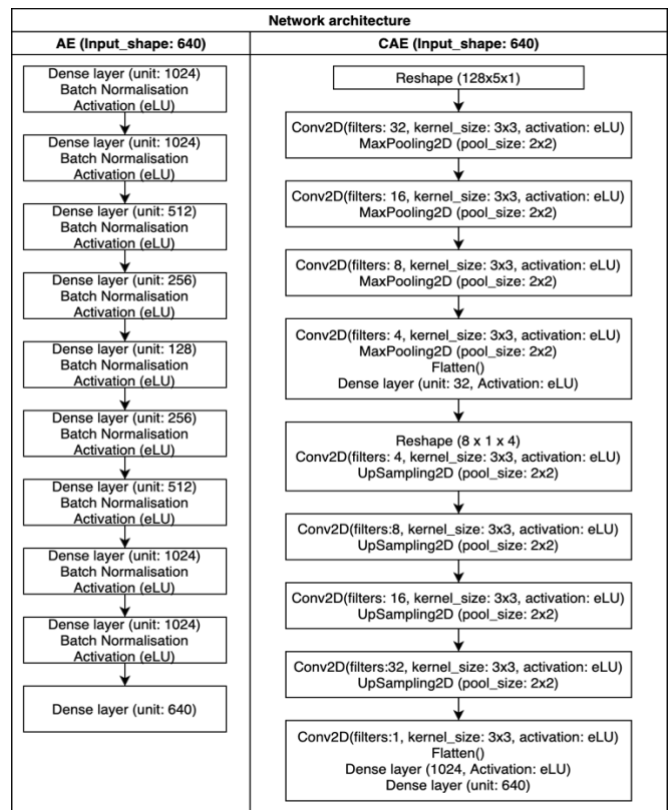 Network architecture
AE (Input_shape: 640)
Dense layer (unit: 1024)
Batch Normalisation
Activation (eLU)
Dense layer (unit: 1024)
Batch Normalisation
Activation (eLU)
Dense layer (unit: 512)
Batch Normalisation
Activation (eLU)
Dense layer (unit: 256)
Batch Normalisation
Activation (eLU)
Dense layer (unit: 128)
Batch Normalisation
Activation (eLU)
Dense layer (unit: 256)
Batch Normalisation
Activation (eLU)
Dense layer (unit: 512)
Batch Normalisation
Activation (eLU)
Dense layer (unit: 1024)
Batch Normalisation
Activation (eLU)
Dense layer (unit: 1024)
Batch Normalisation
Activation (eLU)
Dense layer (unit: 640)
CAE (Input_shape: 640)
Reshape (128x5x1)
Conv2D(filters: 32, kernel_size: 3x3, activation: eLU)
MaxPooling2D (pool_size: 2x2)
Conv2D(filters: 16, kernel_size: 3x3, activation: eLU)
MaxPooling2D (pool_size: 2x2)
Conv2D(filters: 8, kernel_size: 3x3, activation: eLU)
MaxPooling2D (pool_size: 2x2)
Conv2D(filters: 4, kernel_size: 3x3, activation: eLU)
MaxPooling2D (pool_size: 2x2)
Flatten()
Dense layer (unit: 32, Activation: eLU)
Reshape (8 x 1 x 4)
Conv2D(filters: 4, kernel_size: 3x3, activation: eLU)
UpSampling2D (pool_size: 2x2)
Conv2D(filters:8, kernel_size: 3x3, activation: eLU)
UpSampling2D (pool_size: 2x2)
Conv2D(filters: 16, kernel_size: 3x3, activation: eLU)
UpSampling2D (pool_size: 2x2)
Conv2D(filters:32, kernel_size: 3x3, activation: eLU)
UpSampling2D (pool_size: 2x2)
Conv2D(filters:1, kernel_size: 3x3, activation: eLU)
Flatten()
Dense layer (1024, Activation: eLU)
Dense layer (unit: 640)